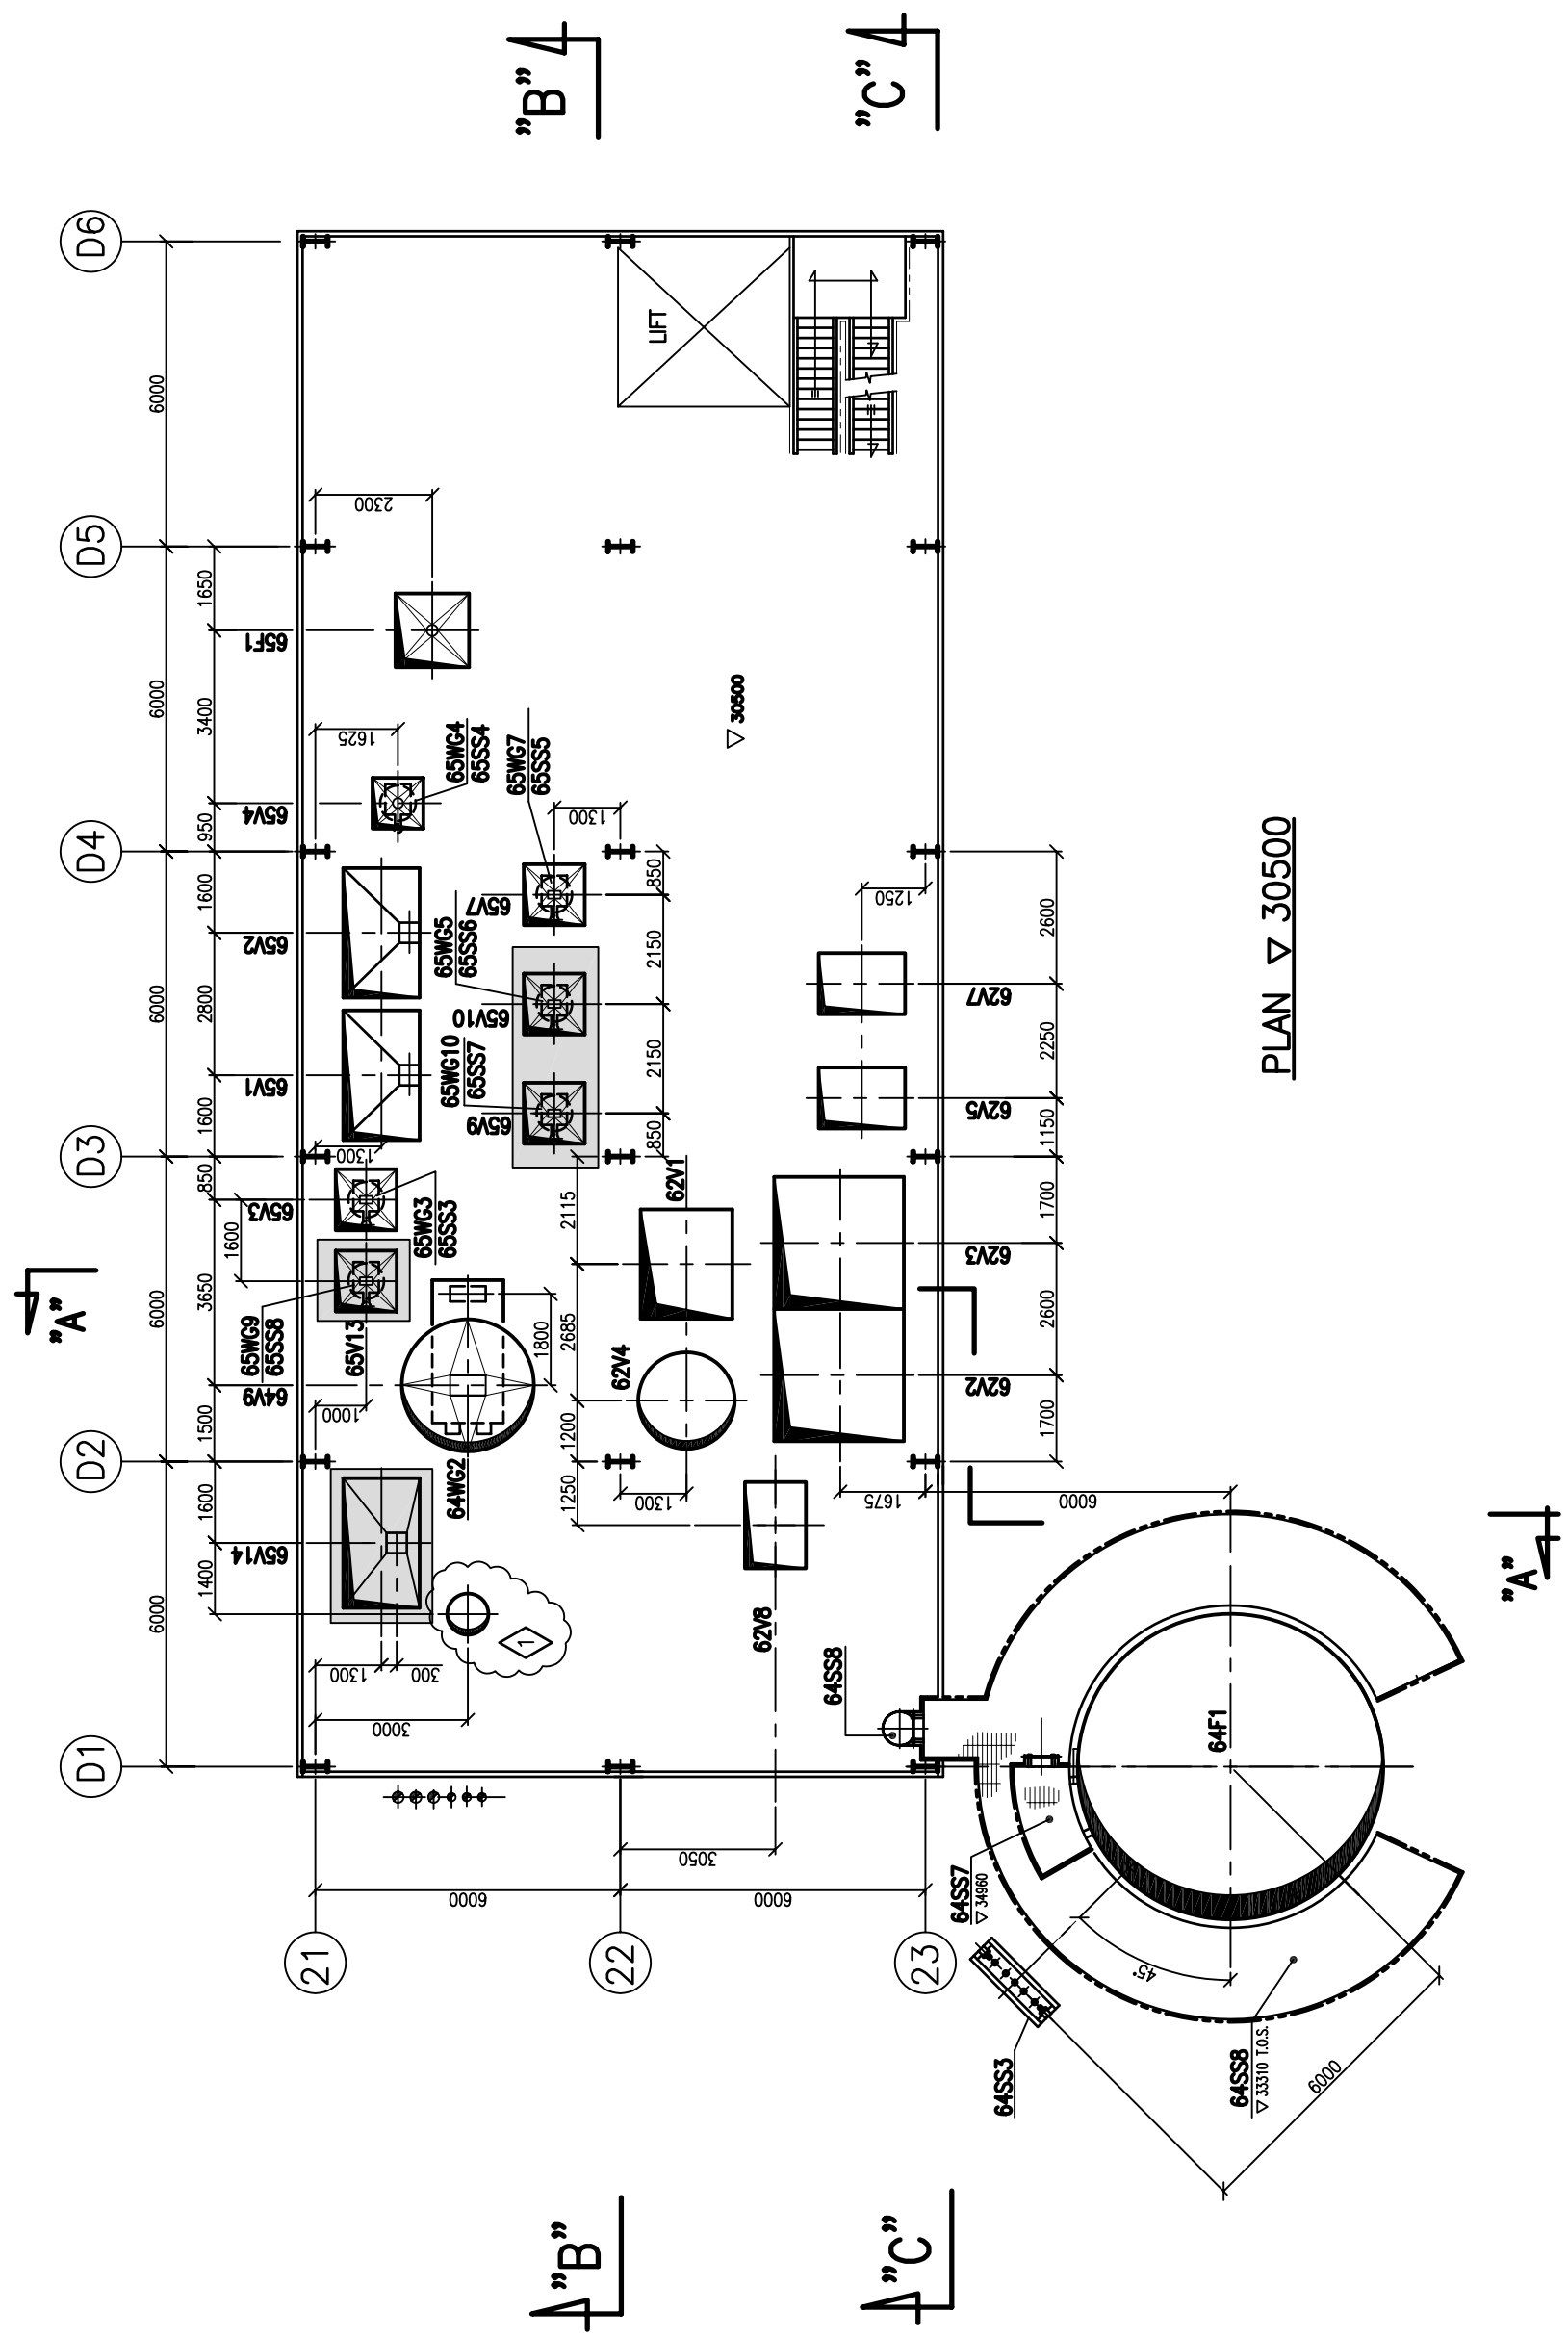 "B"
"C"
D6
D5
D4
D3
D2
D1
6000
6000
6000
6000
6000
1650
3400
950
1600
2800
1600
850
3650
1500
1600
1400
1600
65F1
65V4
65V2
65V1
65V3
64V9
65V14
2300
1625
1300
1000
1300
300
3000
LIFT
65WG4
65SS4
65WG7
65SS5
65WG5
65SS6
65WG10
65SS7
65WG3
65SS3
65WG9
65SS8
65V13
65V7
65V10
65V9
1300
850
2150
2150
850
▽ 30500
64WG2
1800
2115
2685
1200
1250
62V1
62V4
1300
62V8
1
1250
62V7
62V5
62V3
62V2
2600
2250
1150
1700
2600
1700
1675
6000
"A"
"A"
PLAN ▽ 30500
64SS8
64F1
64SS7
▽ 34960
64SS3
64SS8
▽ 33310 T.O.S.
45°
6000
3050
6000
6000
21
22
23
"B"
"C"